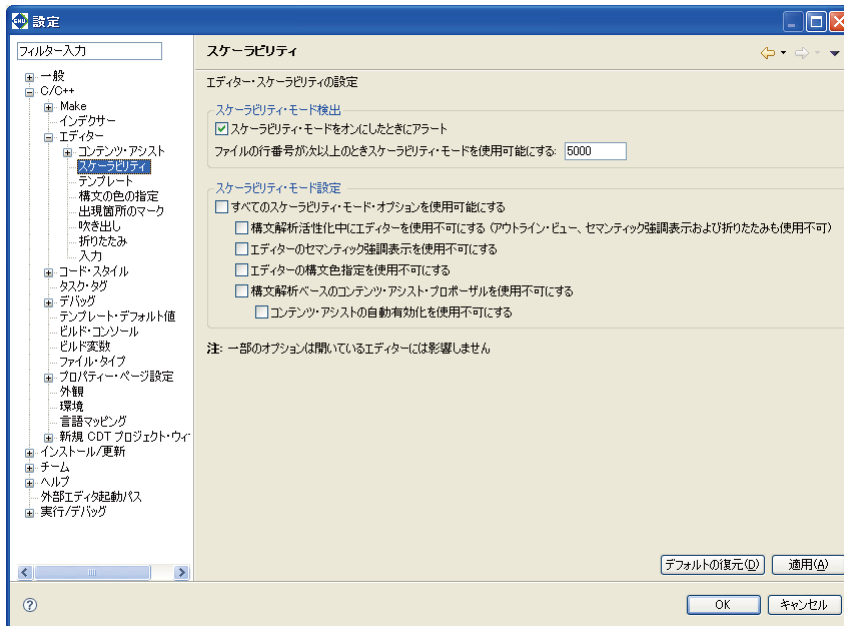 設定
フィルター入力
一般
C/C++
Make
インデクサー
エディター
コンテンツ・アシスト
スケーラビリティ
テンプレート
構文の色の指定
出現箇所のマーク
吹き出し
折りたたみ
入力
コード・スタイル
タスク・タグ
デバッグ
テンプレート・デフォルト値
ビルド・コンソール
ビルド変数
ファイル・タイプ
プロパティー・ページ設定
外観
環境
言語マッピング
新規 CDT プロジェクト・ウィ
インストール/更新
チーム
ヘルプ
外部エディタ起動パス
実行/デバッグ
スケーラビリティ
エディター・スケーラビリティの設定
スケーラビリティ・モード検出
スケーラビリティ・モードをオンにしたときにアラート
ファイルの行番号が次以上のときスケーラビリティ・モードを使用可能にする: 5000
スケーラビリティ・モード設定
すべてのスケーラビリティ・モード・オプションを使用可能にする
構文解析活性化中にエディターを使用不可にする (アウトライン・ビュー、セマンティック強調表示および折りたたみも使用不可)
エディターのセマンティック強調表示を使用不可にする
エディターの構文色指定を使用不可にする
構文解析ベースのコンテンツ・アシスト・プロポーザルを使用不可にする
コンテンツ・アシストの自動有効化を使用不可にする
注: 一部のオプションは開いているエディターには影響しません
デフォルトの復元(D) 適用(A)
OK キャンセル